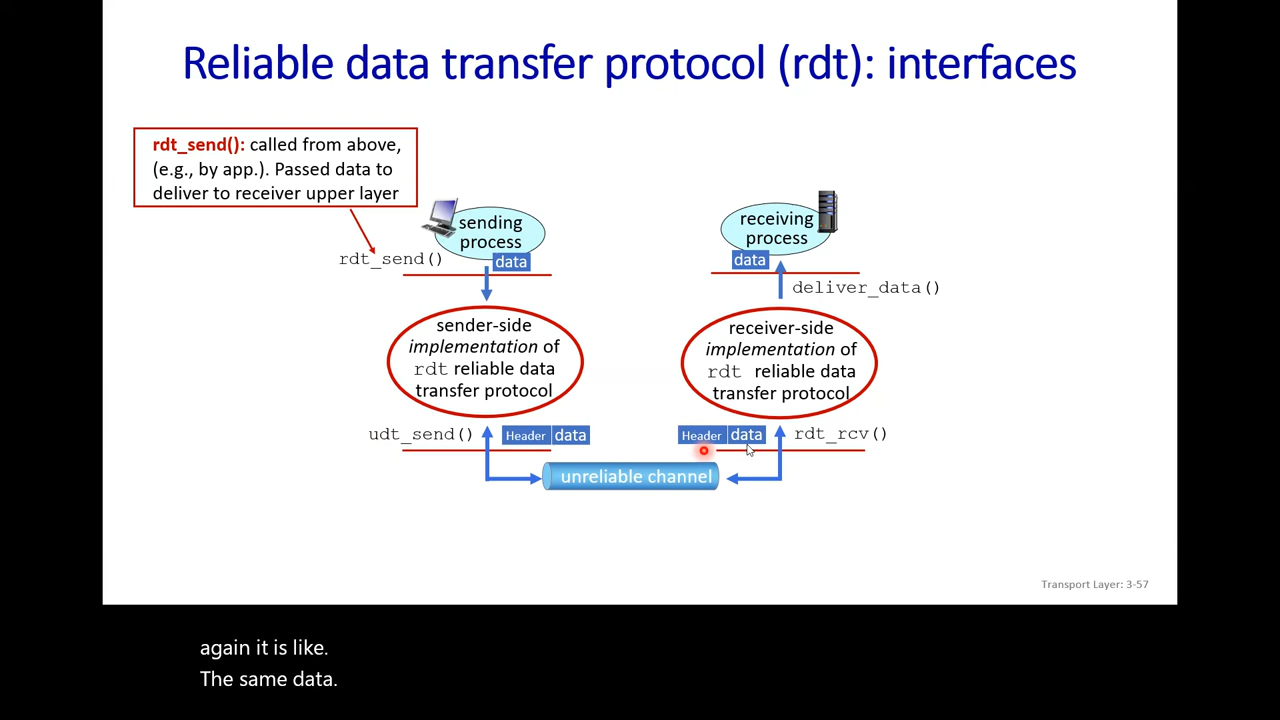 Reliable data transfer protocol (rdt): interfaces
rdt_send(): called from above,
(e.g., by app.). Passed data to
deliver to receiver upper layer
sending
process
rdt_send()
data
receiving
process
data
deliver_data()
sender-side
implementation of
rdt reliable data
transfer protocol
receiver-side
implementation of
rdt reliable data
transfer protocol
udt_send()
Header data
Header data
rdt_rcv()
unreliable channel
Transport Layer: 3-57
again it is like.
The same data.